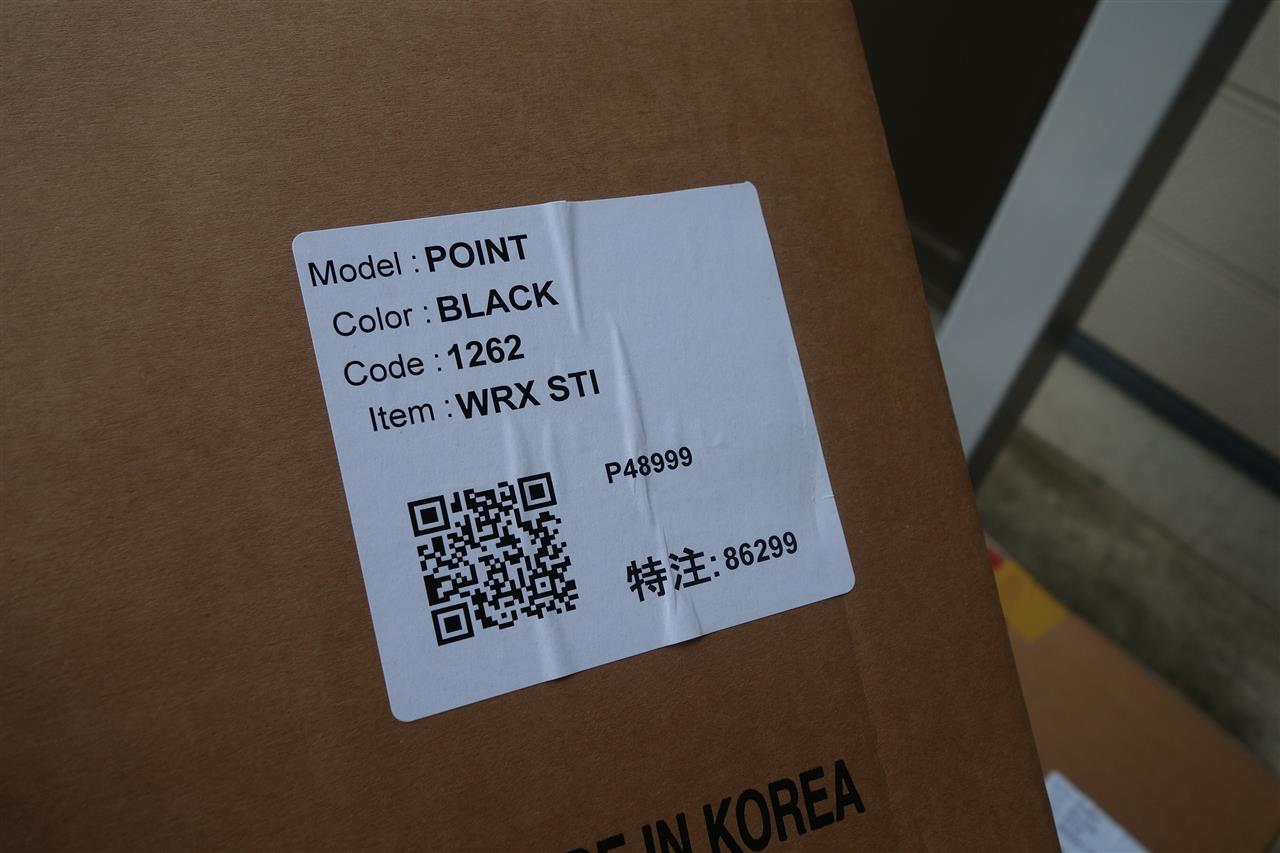 Model : POINT
Color : BLACK
Code : 1262
Item : WRX STI
P48999
特注: 86299
IN KOREA